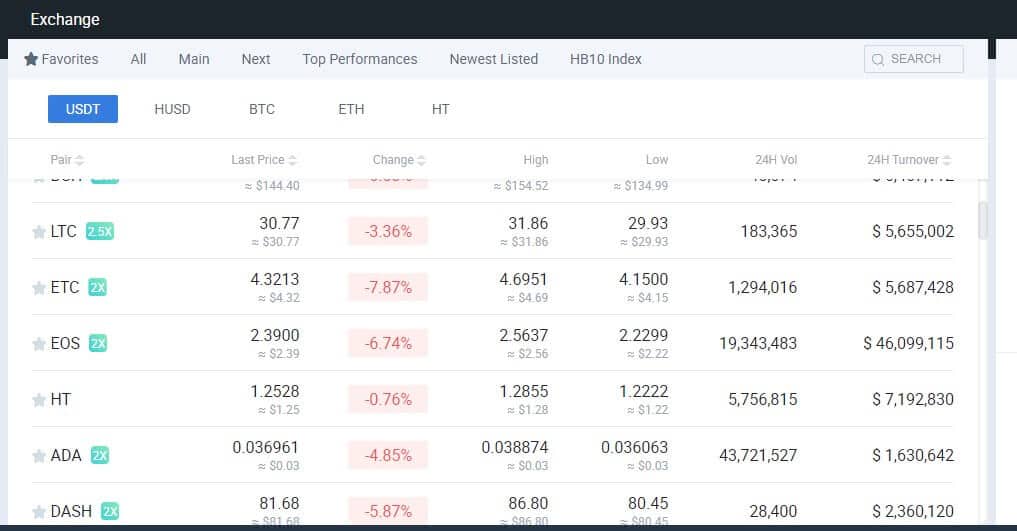 Exchange
Favorites All Main Next Top Performances Newest Listed HB10 Index SEARCH
USDT HUSD BTC ETH HT
Pair Last Price Change High Low 24H Vol 24H Turnover
≈ $144.40 ≈ $154.52 ≈ $134.99
LTC 2.5X 30.77 -3.36% 31.86 29.93 183,365 $ 5,655,002
≈ $30.77 ≈ $31.86 ≈ $29.93
ETC 2X 4.3213 -7.87% 4.6951 4.1500 1,294,016 $ 5,687,428
≈ $4.32 ≈ $4.69 ≈ $4.15
EOS 2X 2.3900 -6.74% 2.5637 2.2299 19,343,483 $ 46,099,115
≈ $2.39 ≈ $2.56 ≈ $2.22
HT 1.2528 -0.76% 1.2855 1.2222 5,756,815 $ 7,192,830
≈ $1.25 ≈ $1.28 ≈ $1.22
ADA 2X 0.036961 -4.85% 0.038874 0.036063 43,721,527 $ 1,630,642
≈ $0.03 ≈ $0.03 ≈ $0.03
DASH 2X 81.68 -5.87% 86.80 80.45 28,400 $ 2,360,120
≈ $81.68 ≈ $86.80 ≈ $80.45